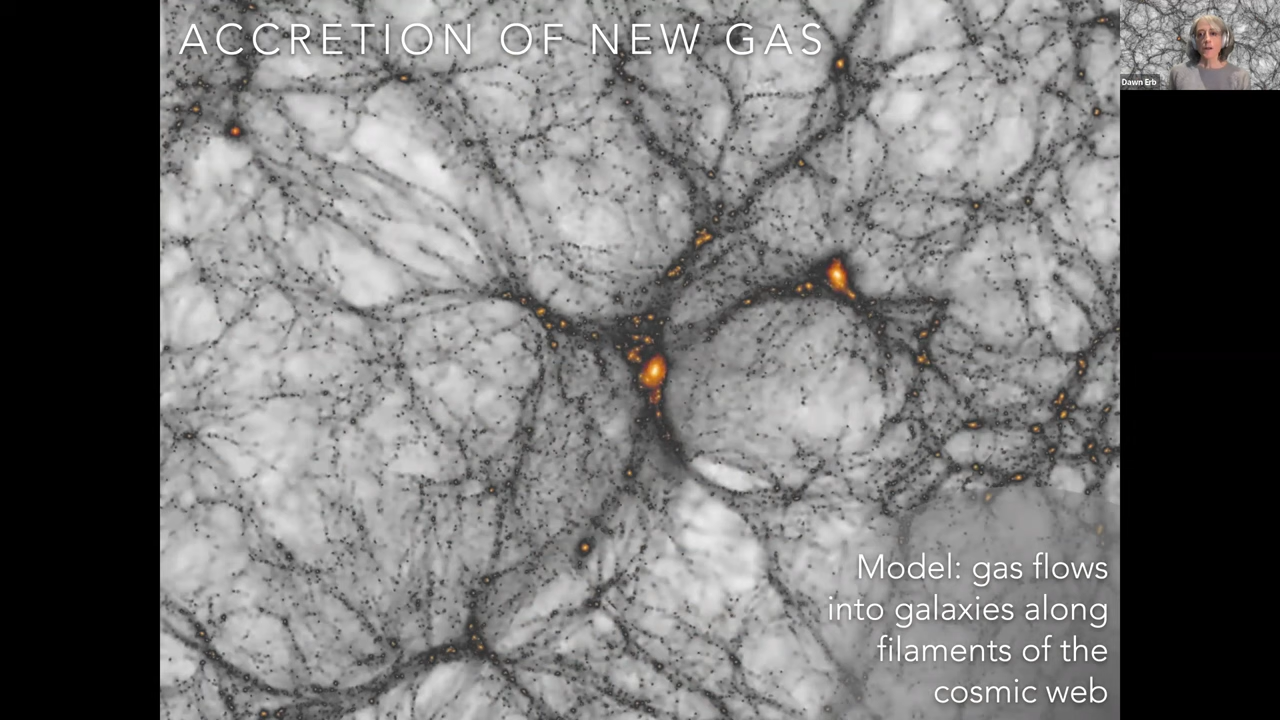 ACCRETION OF NEW GAS
Dawn Erb
Model: gas flows
into galaxies along
filaments of the
cosmic web